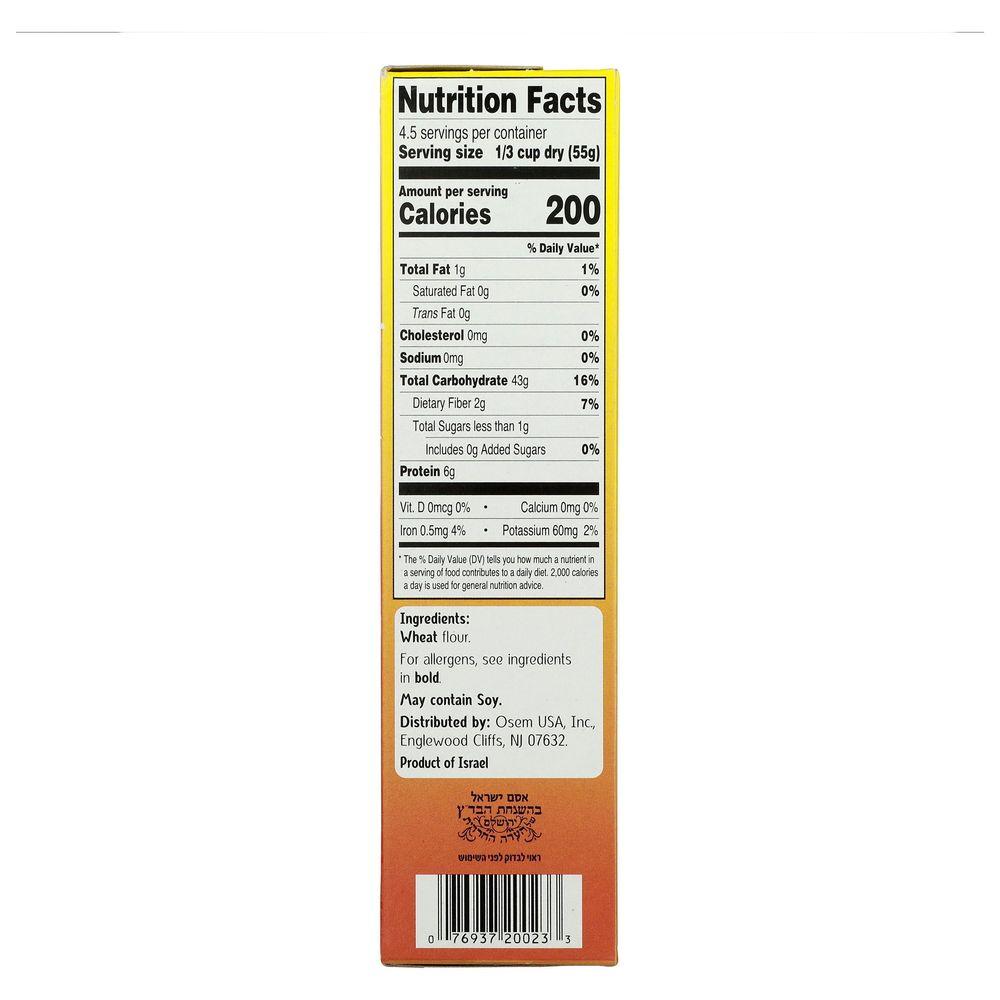 Nutrition Facts
4.5 servings per container
Serving size 1/3 cup dry (55g)
Amount per serving
Calories 200
% Daily Value*
Total Fat 1g 1%
Saturated Fat 0g 0%
Trans Fat 0g
Cholesterol 0mg 0%
Sodium 0mg 0%
Total Carbohydrate 43g 16%
Dietary Fiber 2g 7%
Total Sugars less than 1g
Includes 0g Added Sugars 0%
Protein 6g
Vit. D 0mcg 0% • Calcium 0mg 0%
Iron 0.5mg 4% • Potassium 60mg 2%
* The % Daily Value (DV) tells you how much a nutrient in
a serving of food contributes to a daily diet. 2,000 calories
a day is used for general nutrition advice.
Ingredients:
Wheat flour.
For allergens, see ingredients
in bold.
May contain Soy.
Distributed by: Osem USA, Inc.,
Englewood Cliffs, NJ 07632.
Product of Israel
אסם ישראל
בהשגחת הבד"ץ
ירושלם
העדה החרדית
ראוי לבדוק לפני השימוש
0 76937 20023 3